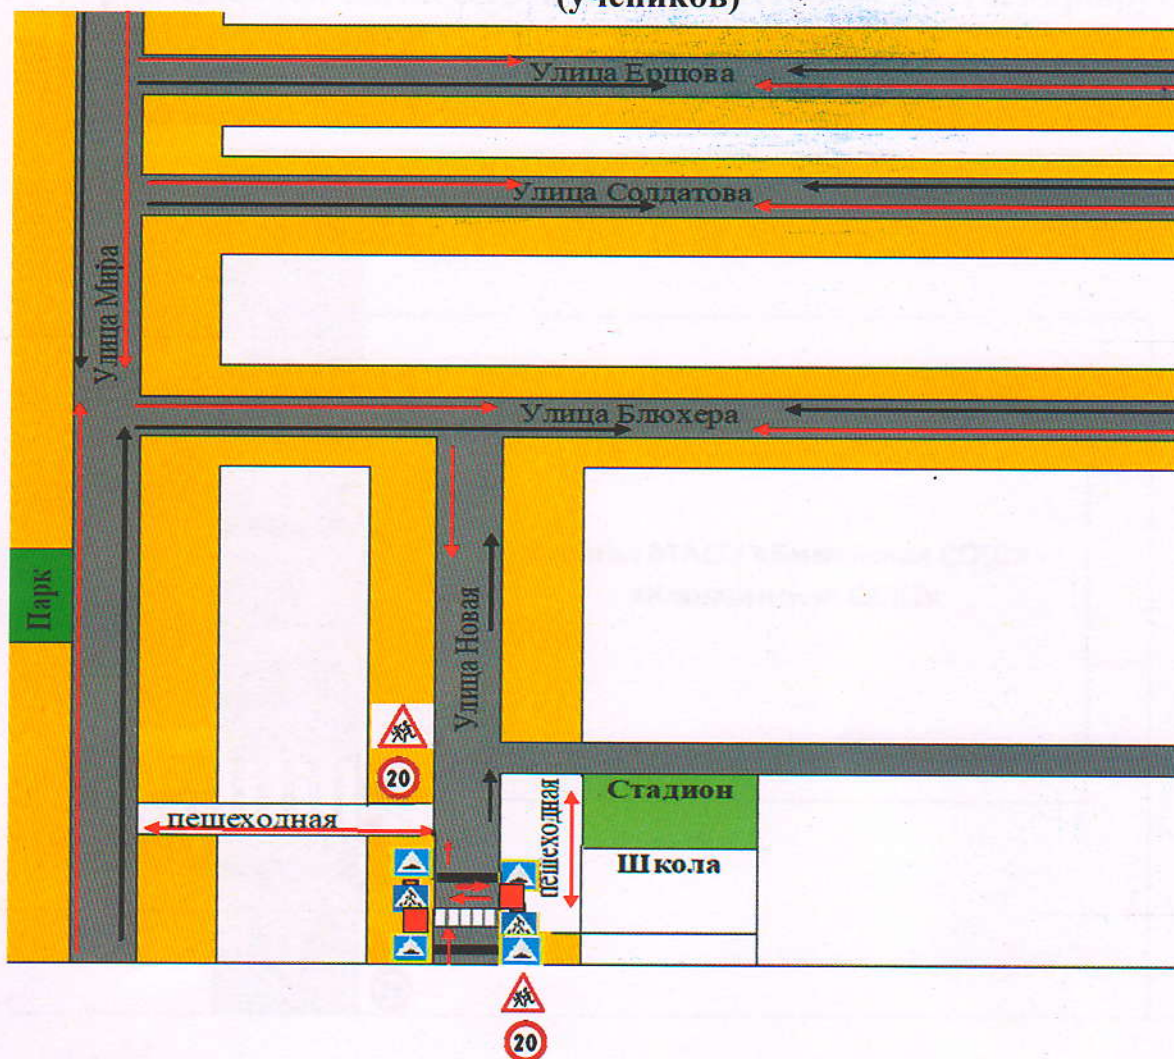 (учеников)
Улица Ершова
Улица Солдатова
Улица Мира
Улица Блюхера
Парк
Улица Новая
20
пешеходная
пешеходная
Стадион
Школа
20